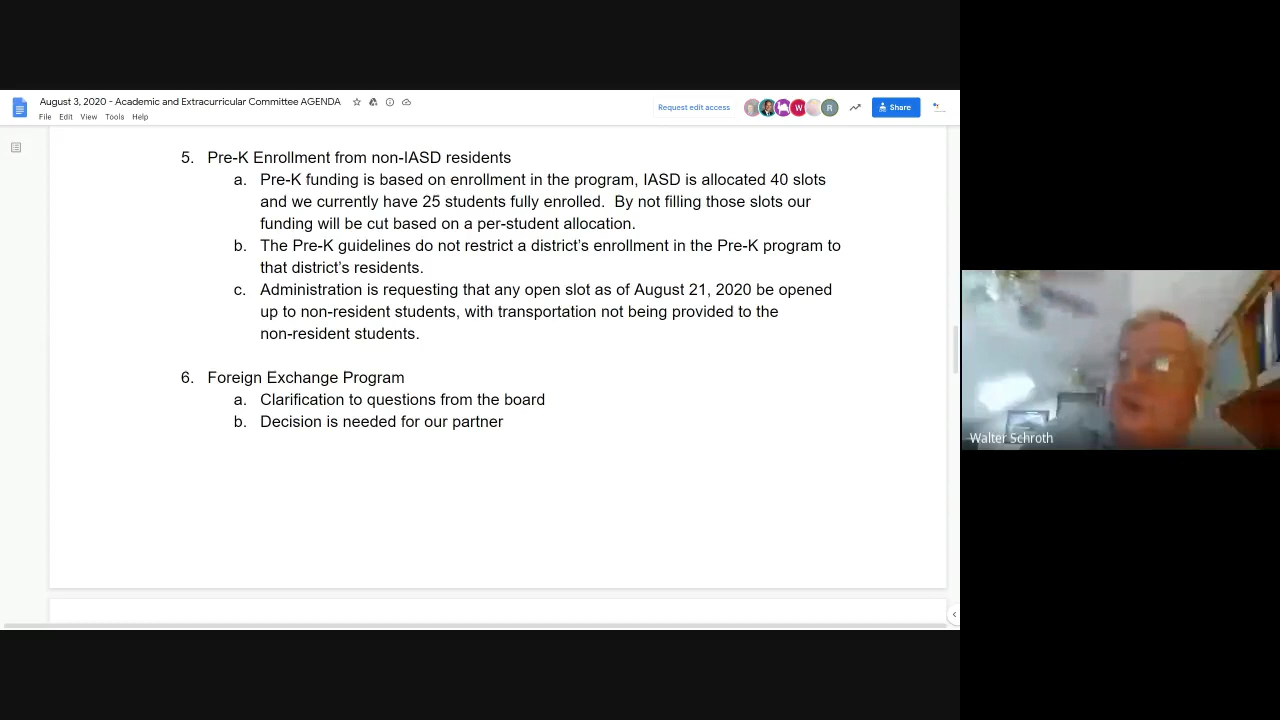 August 3, 2020 - Academic and Extracurricular Committee AGENDA
File Edit View Tools Help
Request edit access
W
R
Share
5. Pre-K Enrollment from non-IASD residents
a. Pre-K funding is based on enrollment in the program, IASD is allocated 40 slots
and we currently have 25 students fully enrolled. By not filling those slots our
funding will be cut based on a per-student allocation.
b. The Pre-K guidelines do not restrict a district's enrollment in the Pre-K program to
that district's residents.
c. Administration is requesting that any open slot as of August 21, 2020 be opened
up to non-resident students, with transportation not being provided to the
non-resident students.
6. Foreign Exchange Program
a. Clarification to questions from the board
b. Decision is needed for our partner
Walter Schroth